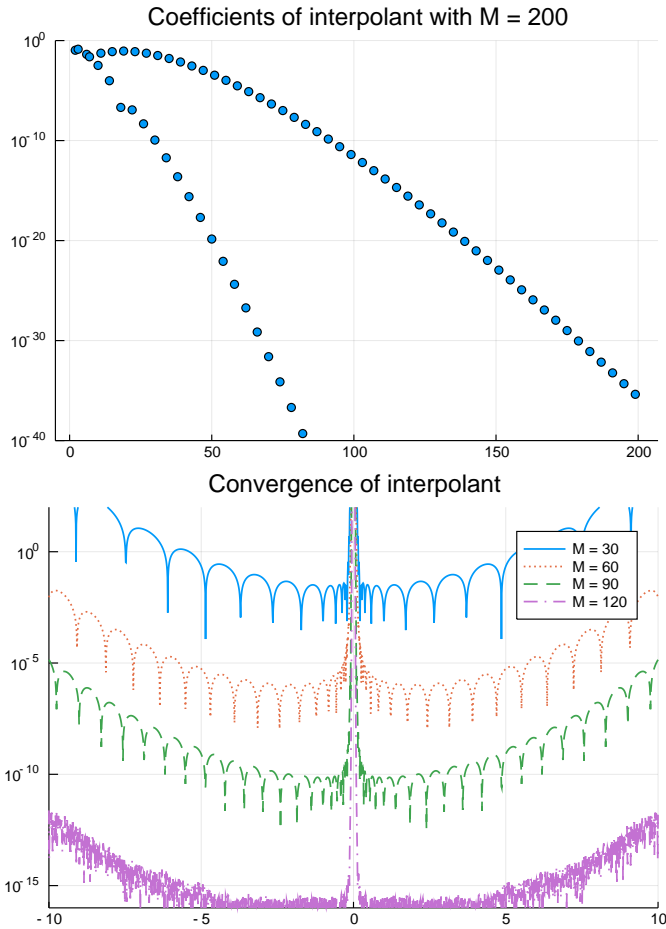 Coefficients of interpolant with M = 200
10^0
10^-10
10^-20
10^-30
10^-40
0 50 100 150 200
Convergence of interpolant
10^0
10^-5
10^-10
10^-15
M = 30
M = 60
M = 90
M = 120
-10 -5 0 5 10